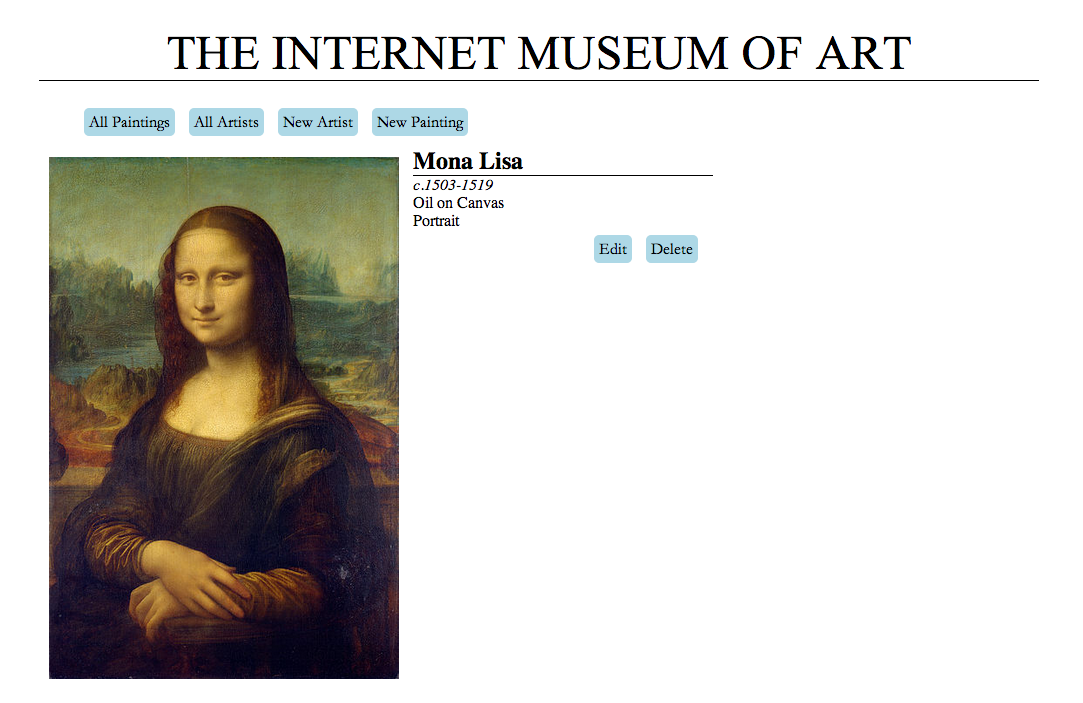 THE INTERNET MUSEUM OF ART
All Paintings All Artists New Artist New Painting
Mona Lisa
c.1503-1519
Oil on Canvas
Portrait
Edit Delete